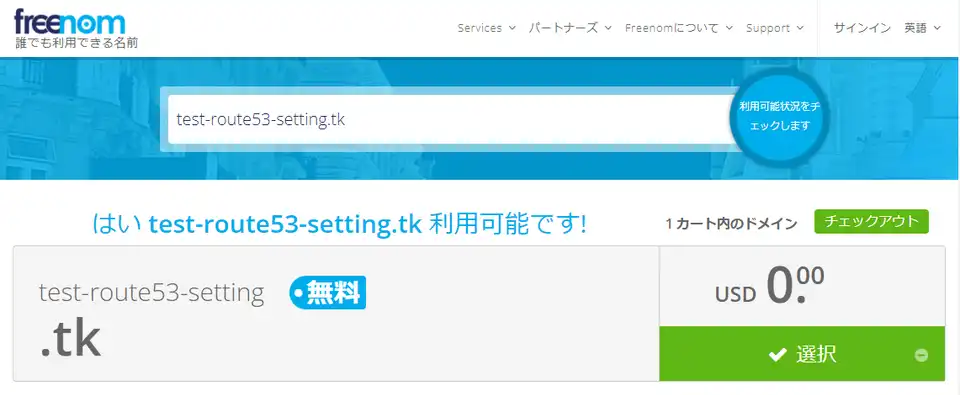 freenom
誰でも利用できる名前
Services パートナーズ Freenomについて Support サインイン 英語
test-route53-setting.tk
利用可能状況をチ
ェックします
はい test-route53-setting.tk 利用可能です!
1 カート内のドメイン チェックアウト
test-route53-setting 無料
.tk
USD 0.00
選択